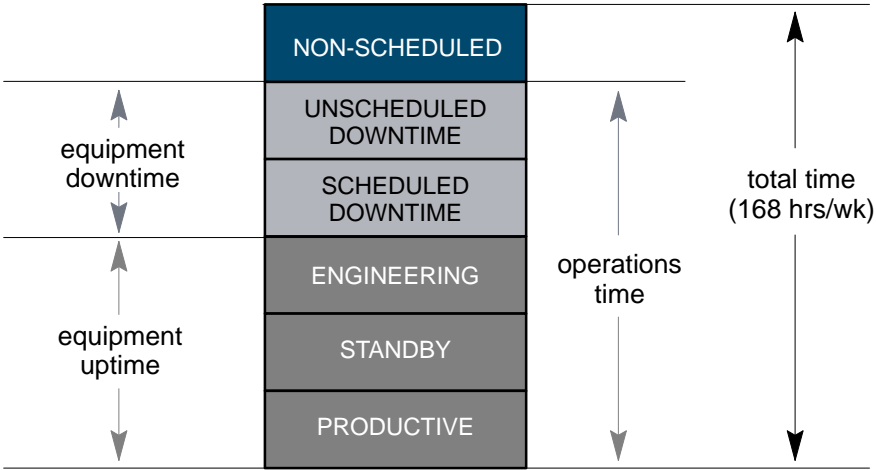 NON-SCHEDULED
UNSCHEDULED
DOWNTIME
equipment
downtime
SCHEDULED
DOWNTIME
total time
(168 hrs/wk)
ENGINEERING
operations
time
equipment
uptime
STANDBY
PRODUCTIVE